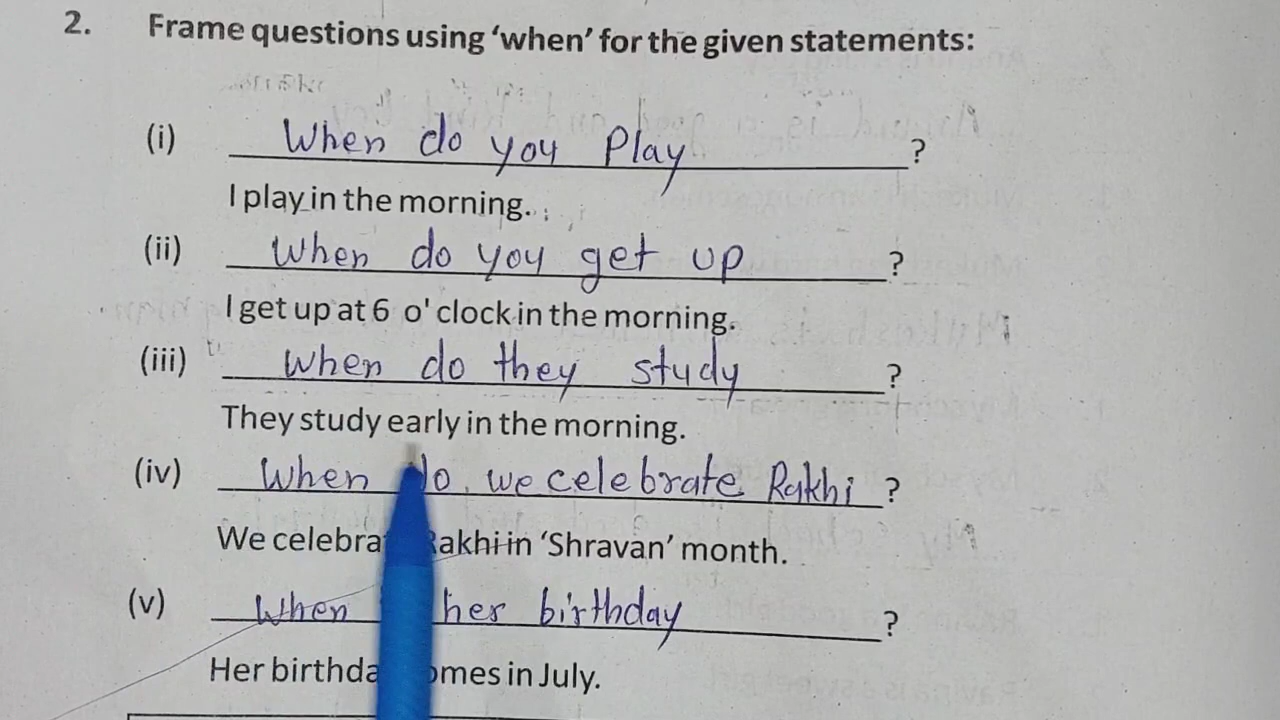 2. Frame questions using ‘when’ for the given statements:
(i) When do you Play ?
I play in the morning.
(ii) When do you get up ?
I get up at 6 o' clock in the morning.
(iii) When do they study ?
They study early in the morning.
(iv) When do we celebrate Rakhi ?
We celebra Rakhi in ‘Shravan’ month.
(v) When her birthday ?
Her birthda omes in July.